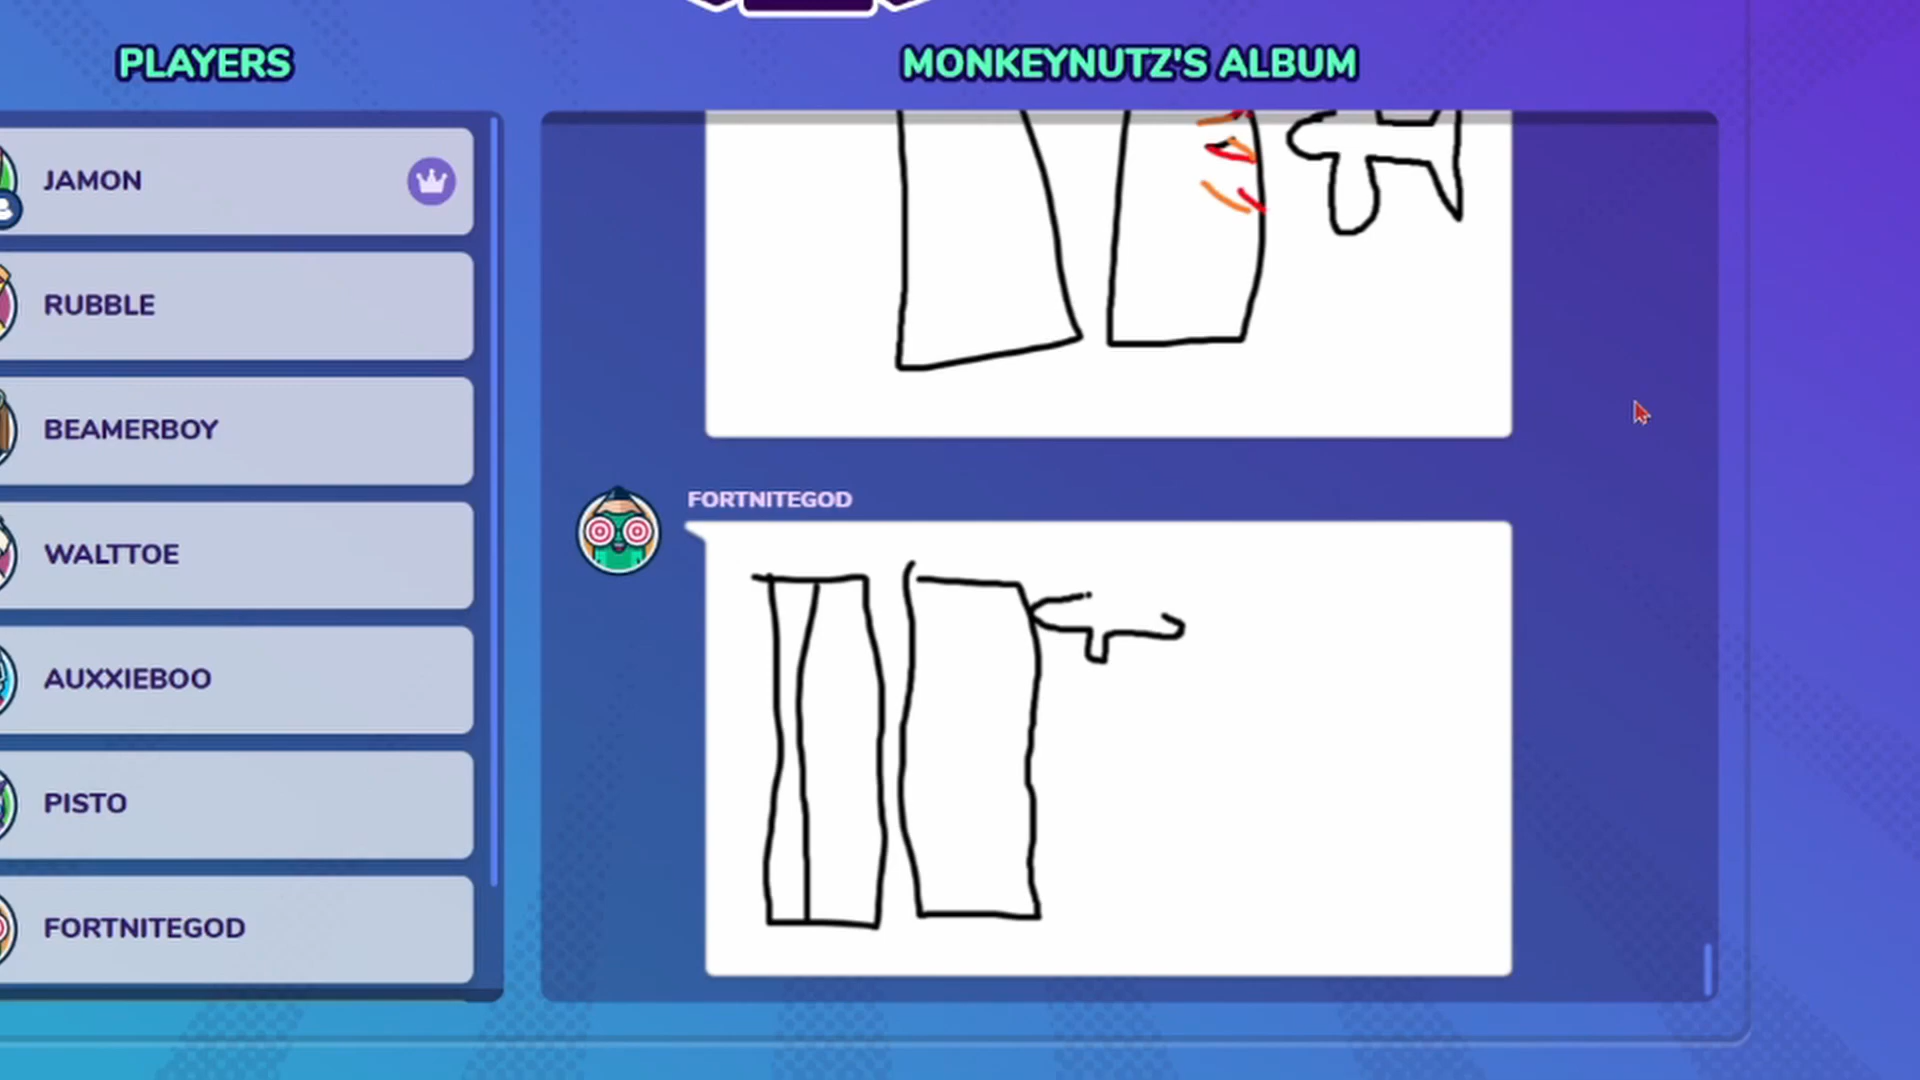 PLAYERS
MONKEYNUTZ'S ALBUM
JAMON
RUBBLE
BEAMERBOY
WALTTOE
AUXXIEBOO
PISTO
FORTNITEGOD
FORTNITEGOD